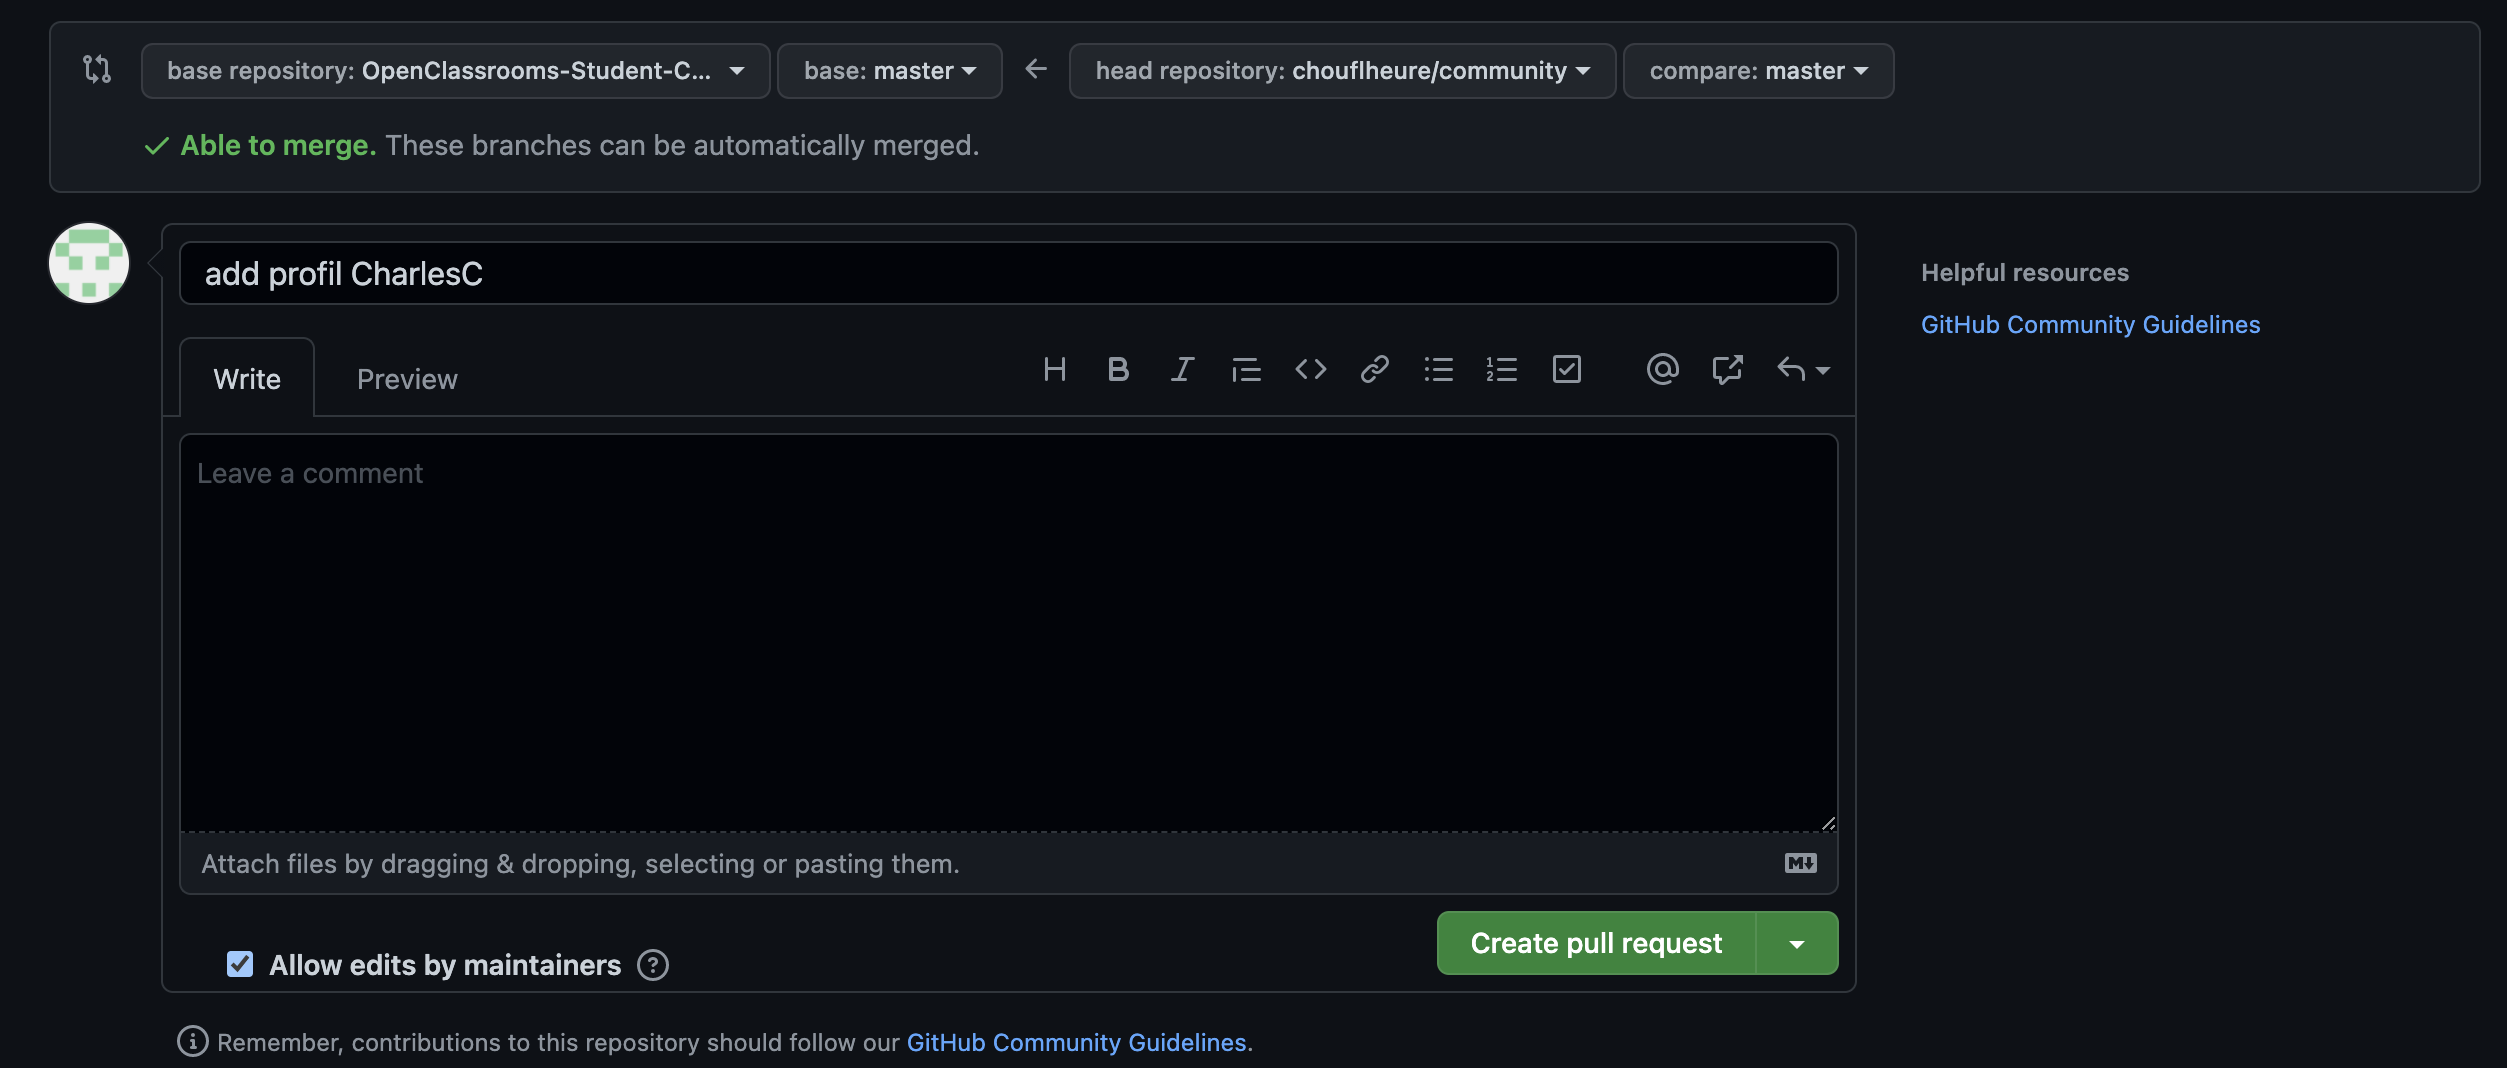 base repository: OpenClassrooms-Student-C... base: master head repository: chouflheure/community compare: master
Able to merge. These branches can be automatically merged.
add profil CharlesC
Helpful resources
GitHub Community Guidelines
Write Preview
Leave a comment
Attach files by dragging & dropping, selecting or pasting them.
Allow edits by maintainers
Create pull request
Remember, contributions to this repository should follow our GitHub Community Guidelines.